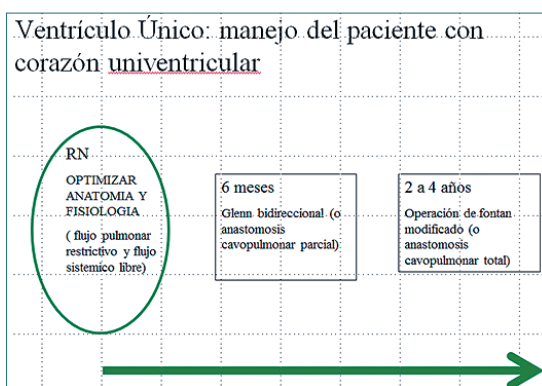 Ventrículo Único: manejo del paciente con
corazón univentricular
RN
OPTIMIZAR
ANATOMIA Y
FISIOLOGIA
( flujo pulmonar
restrictivo y flujo
sistemico libre)
6 meses
Glenn bidireccional (o
anastomosis
cavopulmonar parcial)
2 a 4 años
Operación de fontan
modificado (o
anastomosis
cavopulmonar total)